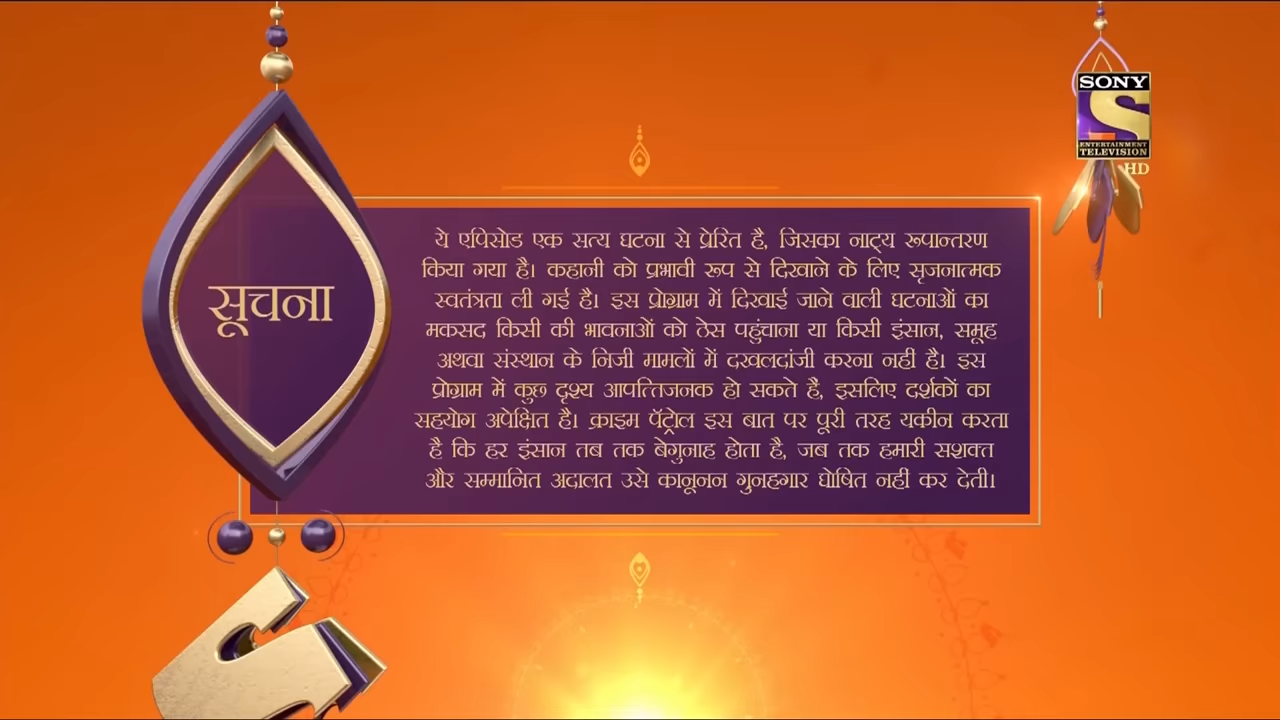 सूचना
ये एपिसोड एक सत्य घटना से प्रेरित है, जिसका नाट्य रूपान्तरण
किया गया है। कहानी को प्रभावी रूप से दिखाने के लिए सृजनात्मक
स्वतंत्रता ली गई है। इस प्रोग्राम में दिखाई जाने वाली घटनाओं का
मकसद किसी की भावनाओं को ठेस पहुंचाना या किसी इंसान, समूह
अथवा संस्थान के निजी मामलों में दखलदांजी करना नहीं है। इस
प्रोग्राम में कुछ दृश्य आपत्तिजनक हो सकते हैं, इसलिए दर्शकों का
सहयोग अपेक्षित है। क्राइम पॅट्रोल इस बात पर पूरी तरह यकीन करता
है कि हर इंसान तब तक बेगुनाह होता है, जब तक हमारी सशक्त
और सम्मानित अदालत उसे कानूनन गुनहगार घोषित नहीं कर देती।
SONY
ENTERTAINMENT
TELEVISION
HD